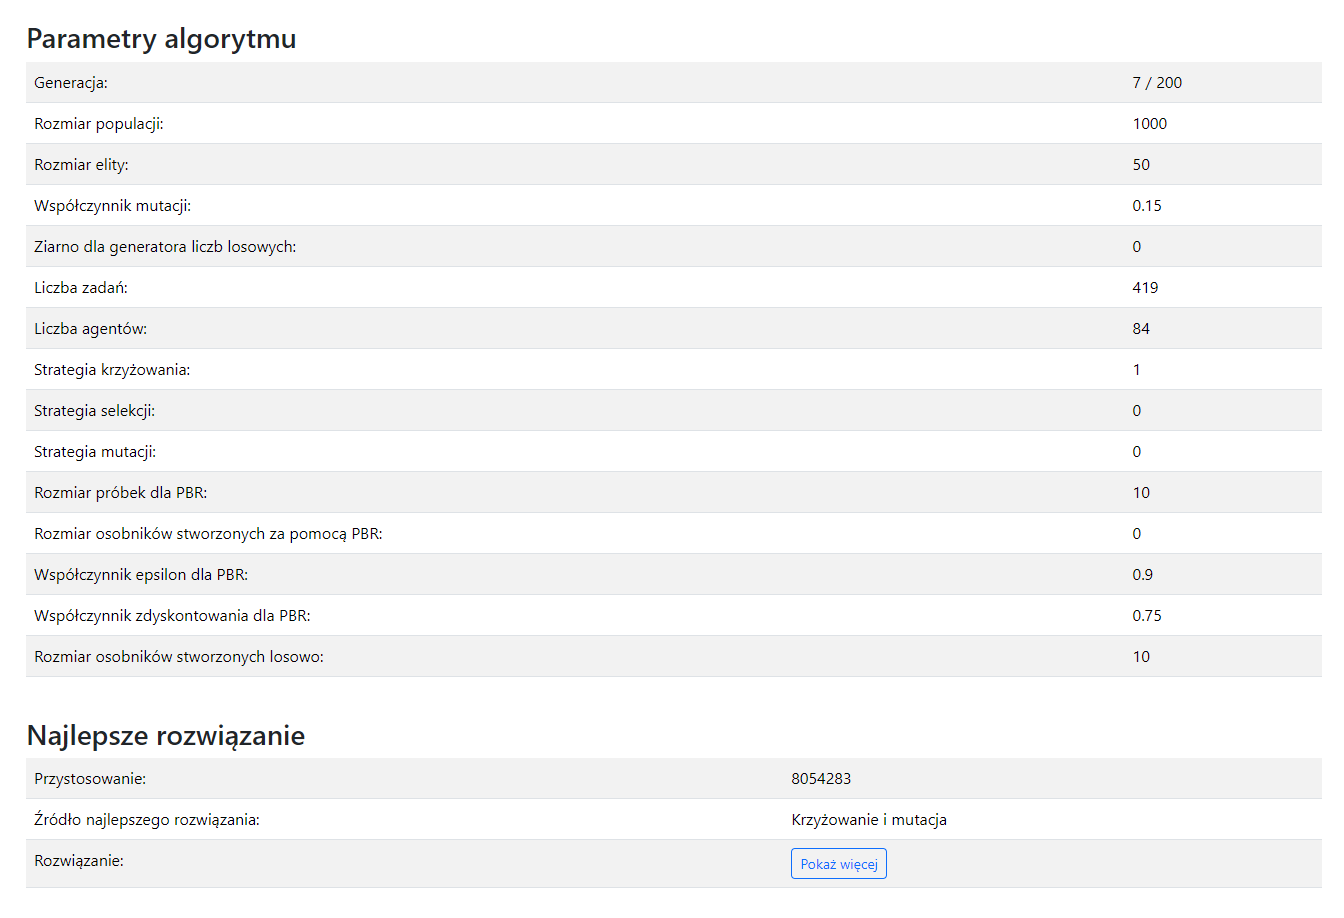 Parametry algorytmu
Generacja: 7 / 200
Rozmiar populacji: 1000
Rozmiar elity: 50
Współczynnik mutacji: 0.15
Ziarno dla generatora liczb losowych: 0
Liczba zadań: 419
Liczba agentów: 84
Strategia krzyżowania: 1
Strategia selekcji: 0
Strategia mutacji: 0
Rozmiar próbek dla PBR: 10
Rozmiar osobników stworzonych za pomocą PBR: 0
Współczynnik epsilon dla PBR: 0.9
Współczynnik zdyskontowania dla PBR: 0.75
Rozmiar osobników stworzonych losowo: 10
Najlepsze rozwiązanie
Przystosowanie: 8054283
Źródło najlepszego rozwiązania: Krzyżowanie i mutacja
Rozwiązanie: Pokaż więcej